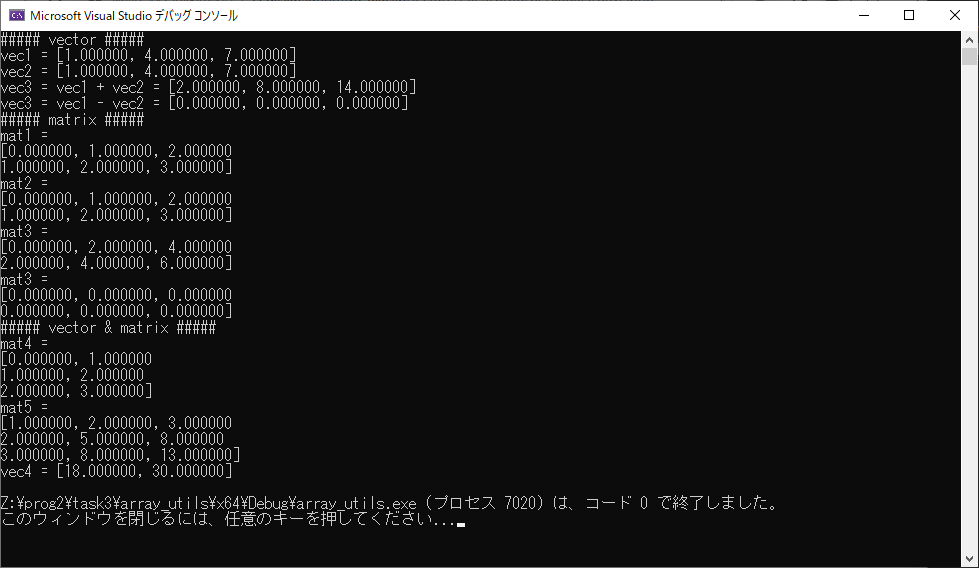 Microsoft Visual Studio デバッグ コンソール
##### vector #####
vec1 = [1.000000, 4.000000, 7.000000]
vec2 = [1.000000, 4.000000, 7.000000]
vec3 = vec1 + vec2 = [2.000000, 8.000000, 14.000000]
vec3 = vec1 - vec2 = [0.000000, 0.000000, 0.000000]
##### matrix #####
mat1 =
[0.000000, 1.000000, 2.000000
1.000000, 2.000000, 3.000000]
mat2 =
[0.000000, 1.000000, 2.000000
1.000000, 2.000000, 3.000000]
mat3 =
[0.000000, 2.000000, 4.000000
2.000000, 4.000000, 6.000000]
mat3 =
[0.000000, 0.000000, 0.000000
0.000000, 0.000000, 0.000000]
##### vector & matrix #####
mat4 =
[0.000000, 1.000000
1.000000, 2.000000
2.000000, 3.000000]
mat5 =
[1.000000, 2.000000, 3.000000
2.000000, 5.000000, 8.000000
3.000000, 8.000000, 13.000000]
vec4 = [18.000000, 30.000000]
Z:¥prog2¥task3¥array_utils¥x64¥Debug¥array_utils.exe (プロセス 7020) は、コード 0 で終了しました。
このウィンドウを閉じるには、任意のキーを押してください...